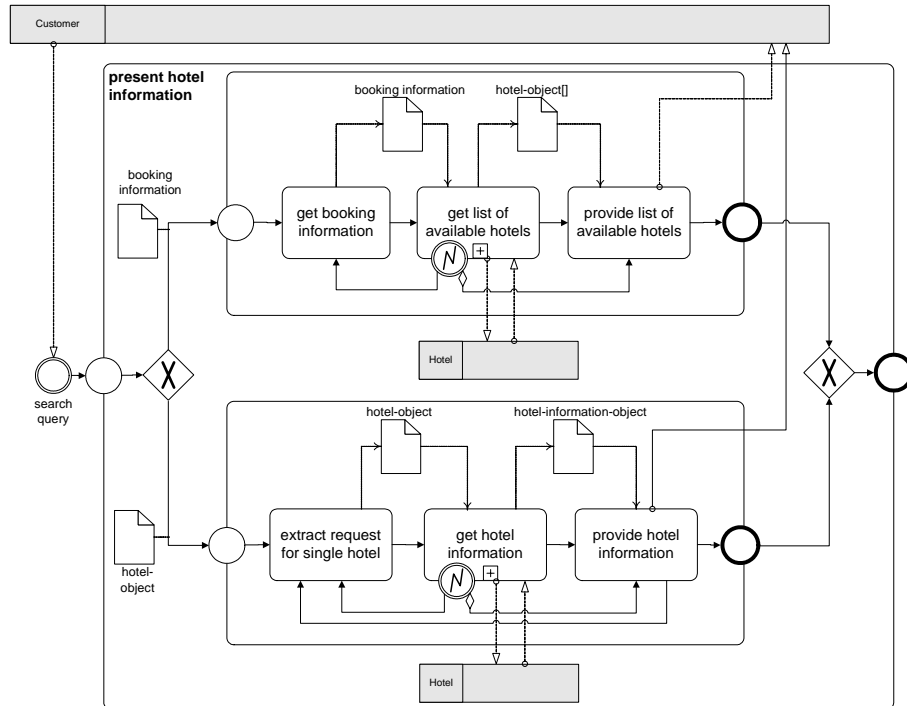 Customer
present hotel
information
booking information
hotel-object[]
booking
information
get booking
information
get list of
available hotels
provide list of
available hotels
+
Hotel
search
query
X
X
hotel-object
hotel-information-object
extract request
for single hotel
get hotel
information
provide hotel
information
+
hotel-
object
Hotel